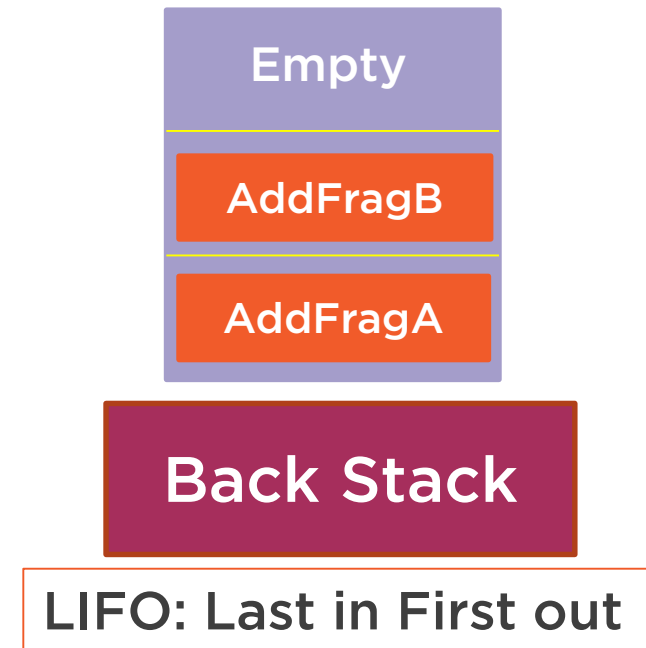 Empty
AddFragB
AddFragA
Back Stack
LIFO: Last in First out